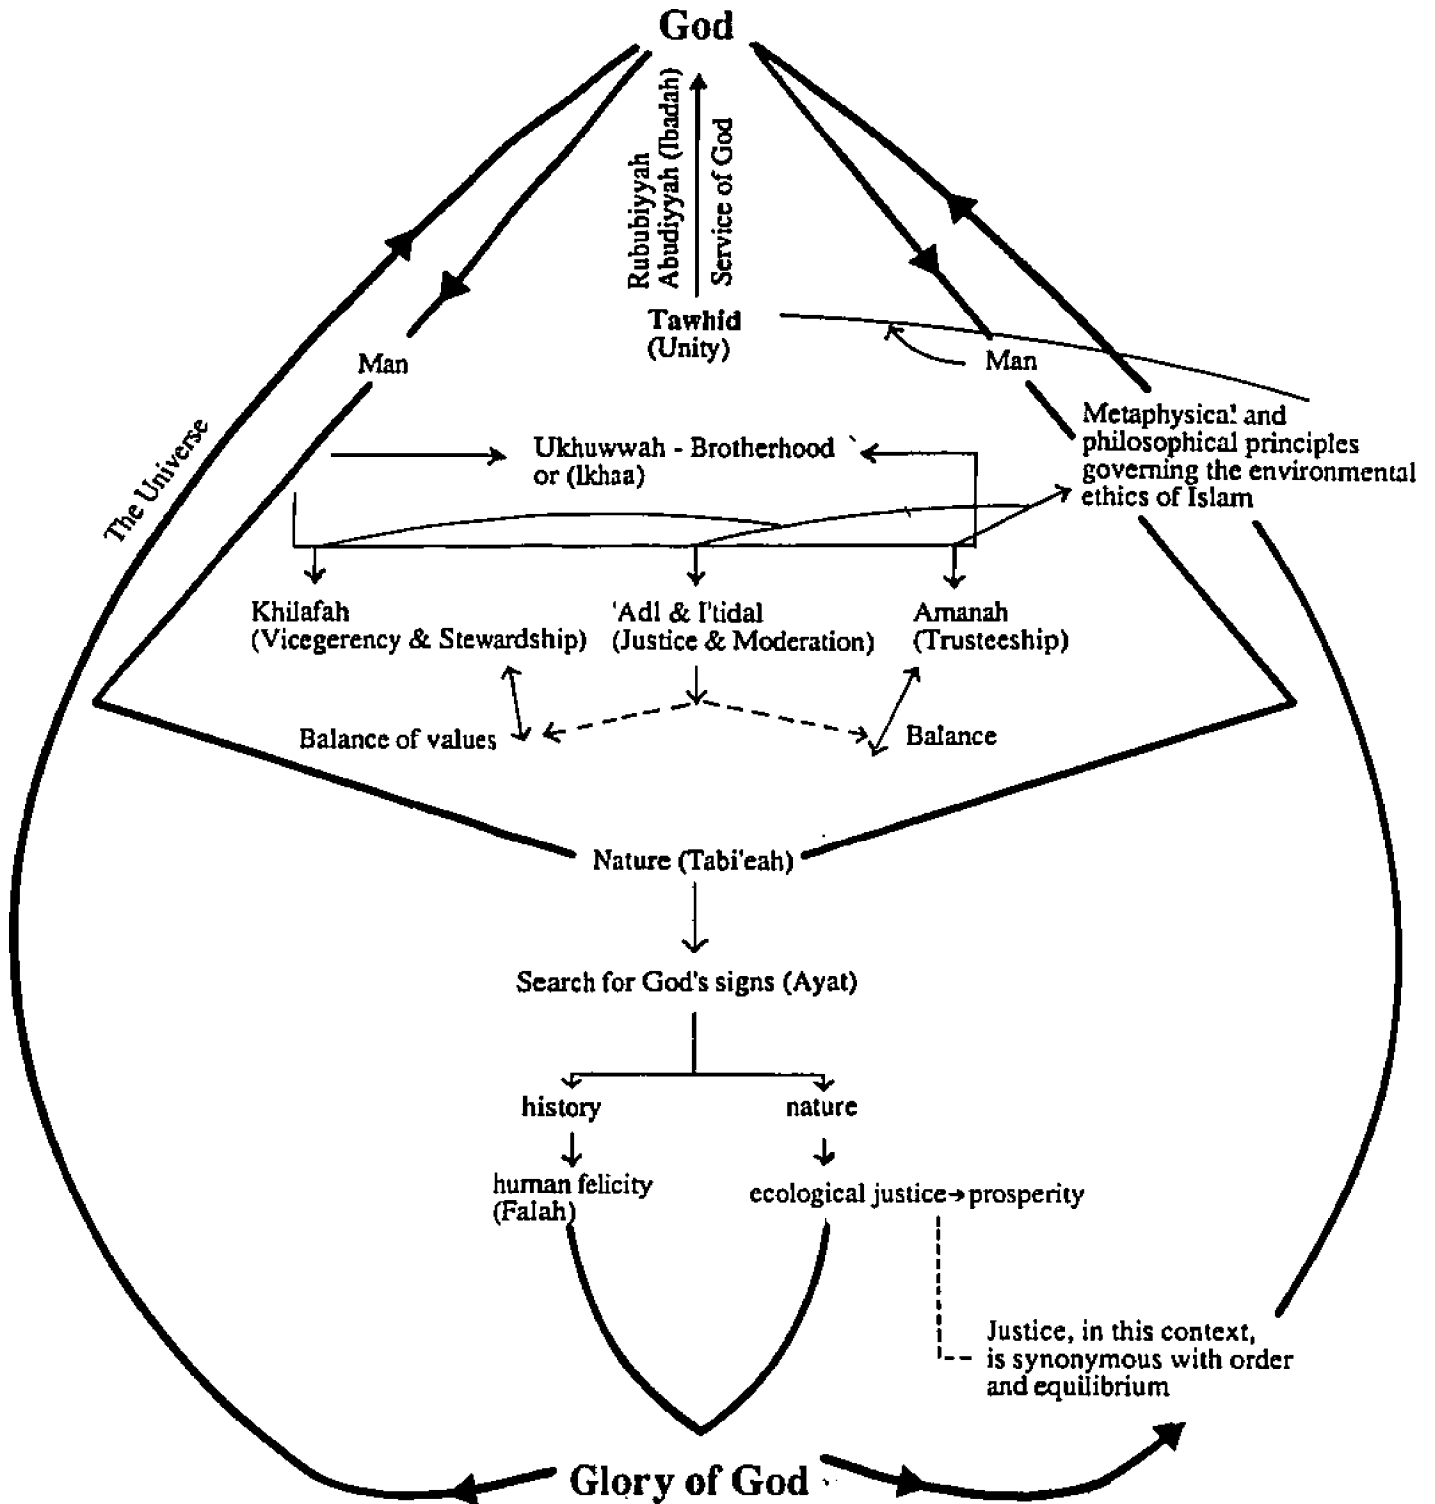 God
Rububiyyah
Abudiyyah (Ibadah)
Service of God
Tawhid
(Unity)
Man
Man
The Universe
Metaphysical and
philosophical principles
governing the environmental
ethics of Islam
Ukhuwwah - Brotherhood
or (Ikhaa)
Khilafah
(Vicegerency & Stewardship)
'Adl & I'tidal
(Justice & Moderation)
Amanah
(Trusteeship)
Balance of values
Balance
Nature (Tabi'eah)
Search for God's signs (Ayat)
history
nature
human felicity
(Falah)
ecological justice→prosperity
Justice, in this context,
is synonymous with order
and equilibrium
Glory of God